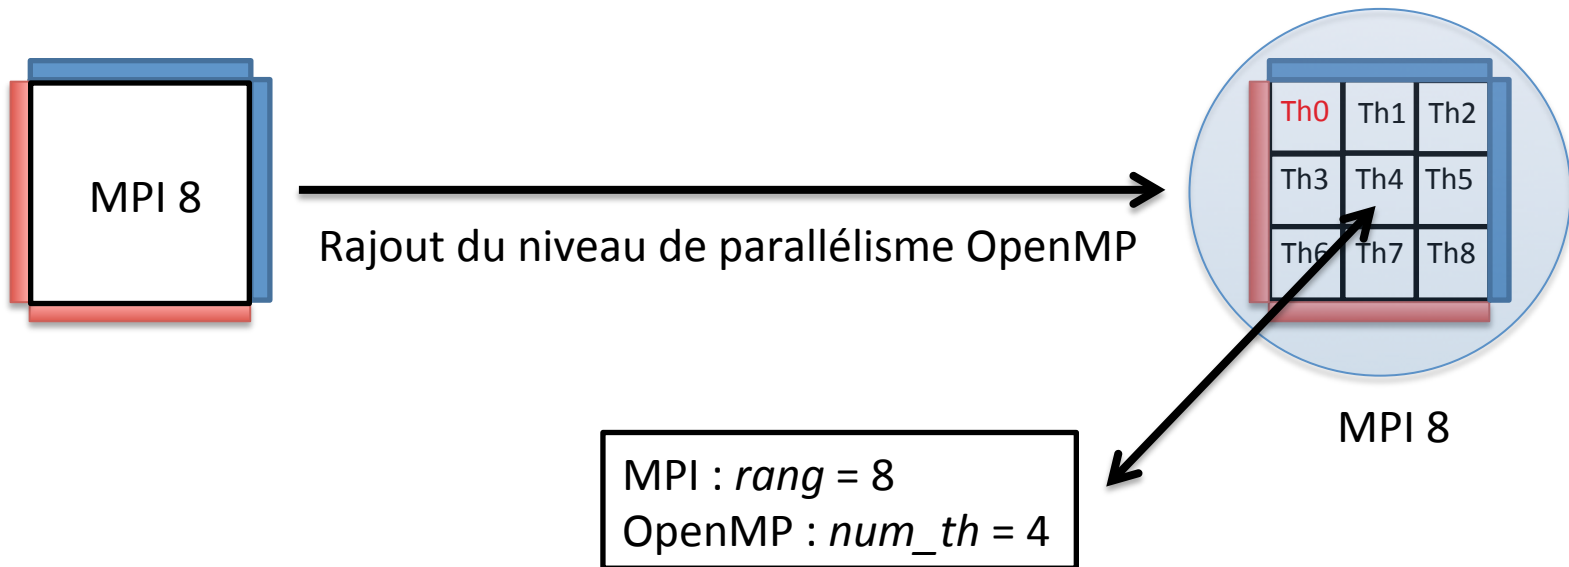 MPI 8
Rajout du niveau de parallélisme OpenMP
Th0 Th1 Th2
Th3 Th4 Th5
Th6 Th7 Th8
MPI 8
MPI : rang = 8
OpenMP : num_th = 4